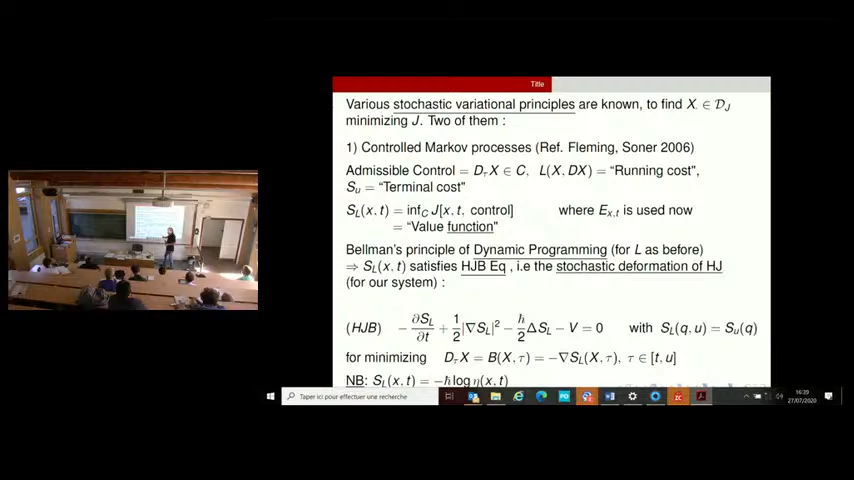 Title
Various stochastic variational principles are known, to find X. ∈ 𝒟_J
minimizing J. Two of them :
1) Controlled Markov processes (Ref. Fleming, Soner 2006)
Admissible Control = D_τ X ∈ C, L(X, DX) = "Running cost",
S_u = "Terminal cost"
S_L(x, t) = inf_C J[x, t, control] where E_{x,t} is used now
= "Value function"
Bellman's principle of Dynamic Programming (for L as before)
⇒ S_L(x, t) satisfies HJB Eq , i.e the stochastic deformation of HJ
(for our system) :
(HJB) − ∂S_L/∂t + 1/2 |∇S_L|² − ℏ/2 ΔS_L − V = 0 with S_L(q, u) = S_u(q)
for minimizing D_τ X = B(X, τ) = −∇S_L(X, τ), τ ∈ [t, u]
NB: S_L(x, t) = −ℏ log η(x, t)
Taper ici pour effectuer une recherche
16:39
27/07/2020